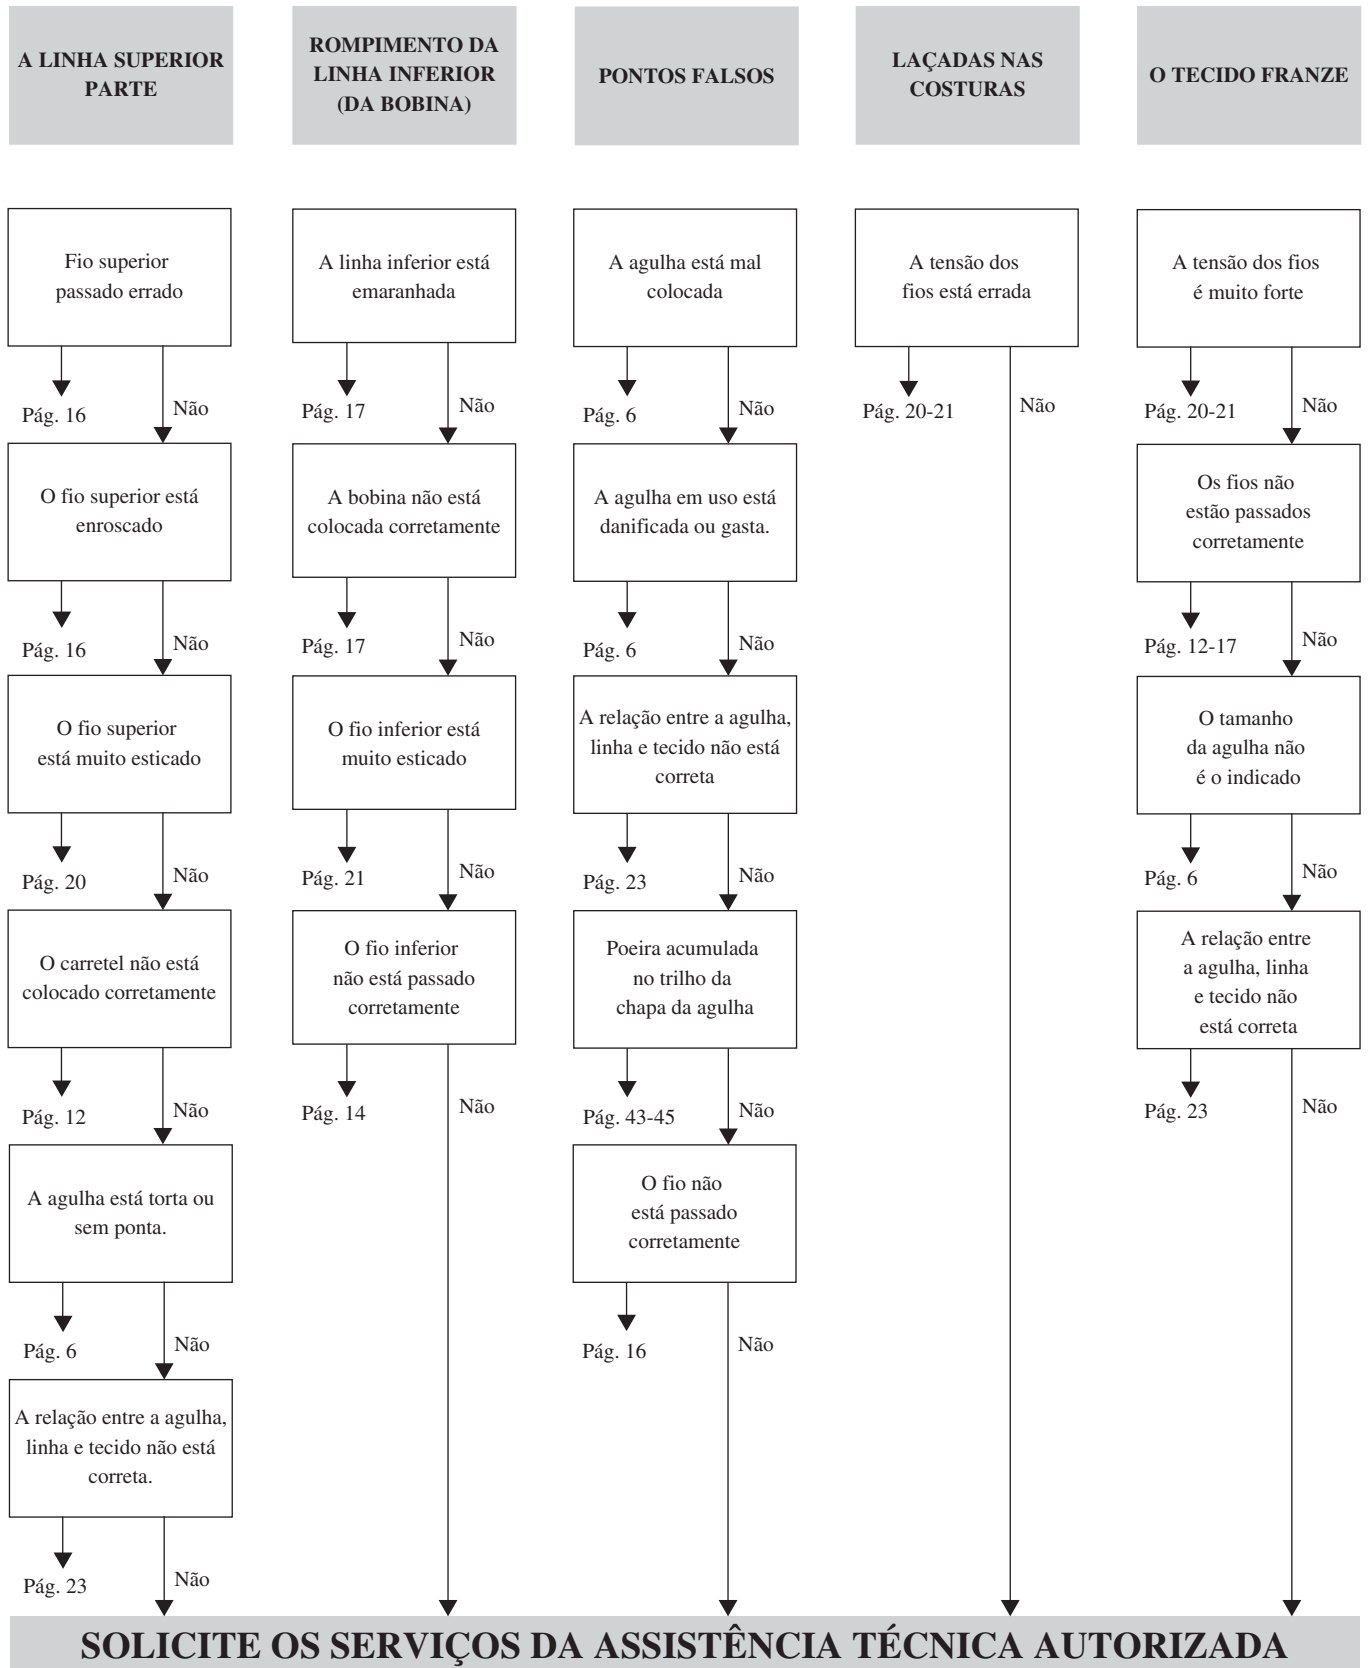 A LINHA SUPERIOR
PARTE
Fio superior
passado errado
Pág. 16
Não
O fio superior está
enroscado
Pág. 16
Não
O fio superior
está muito esticado
Pág. 20
Não
O carretel não está
colocado corretamente
Pág. 12
Não
A agulha está torta ou
sem ponta.
Pág. 6
Não
A relação entre a agulha,
linha e tecido não está
correta.
Pág. 23
Não
ROMPIMENTO DA
LINHA INFERIOR
(DA BOBINA)
A linha inferior está
emaranhada
Pág. 17
Não
A bobina não está
colocada corretamente
Pág. 17
Não
O fio inferior está
muito esticado
Pág. 21
Não
O fio inferior
não está passado
corretamente
Pág. 14
Não
PONTOS FALSOS
A agulha está mal
colocada
Pág. 6
Não
A agulha em uso está
danificada ou gasta.
Pág. 6
Não
A relação entre a agulha,
linha e tecido não está
correta
Pág. 23
Não
Poeira acumulada
no trilho da
chapa da agulha
Pág. 43-45
Não
O fio não
está passado
corretamente
Pág. 16
Não
LAÇADAS NAS
COSTURAS
A tensão dos
fios está errada
Pág. 20-21
Não
O TECIDO FRANZE
A tensão dos fios
é muito forte
Pág. 20-21
Não
Os fios não
estão passados
corretamente
Pág. 12-17
Não
O tamanho
da agulha não
é o indicado
Pág. 6
Não
A relação entre
a agulha, linha
e tecido não
está correta
Pág. 23
Não
SOLICITE OS SERVIÇOS DA ASSISTÊNCIA TÉCNICA AUTORIZADA